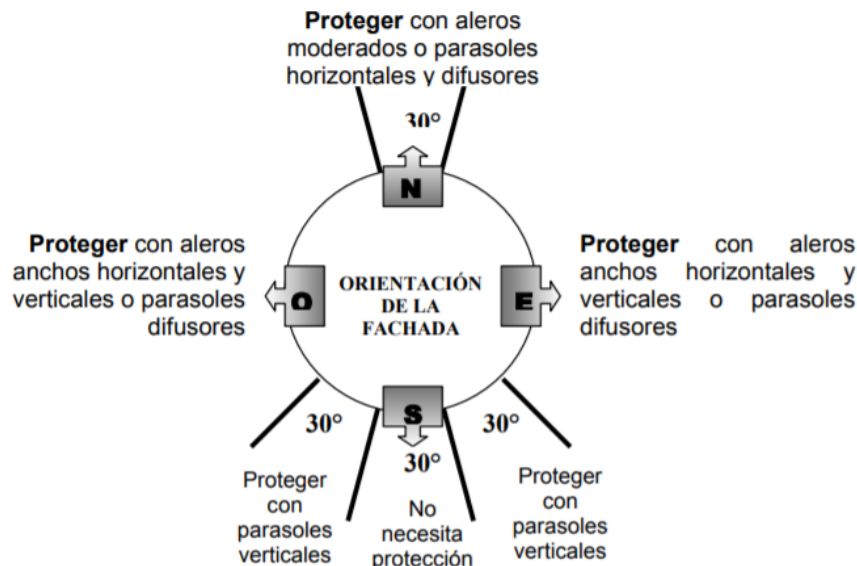 Proteger con aleros
moderados o parasoles
horizontales y difusores
30°
N
Proteger con aleros
anchos horizontales y
verticales o parasoles
difusores
O
ORIENTACIÓN
DE LA
FACHADA
E
Proteger con aleros
anchos horizontales y
verticales o parasoles
difusores
S
30°
30°
30°
Proteger
con
parasoles
verticales
No
necesita
protección
Proteger
con
parasoles
verticales